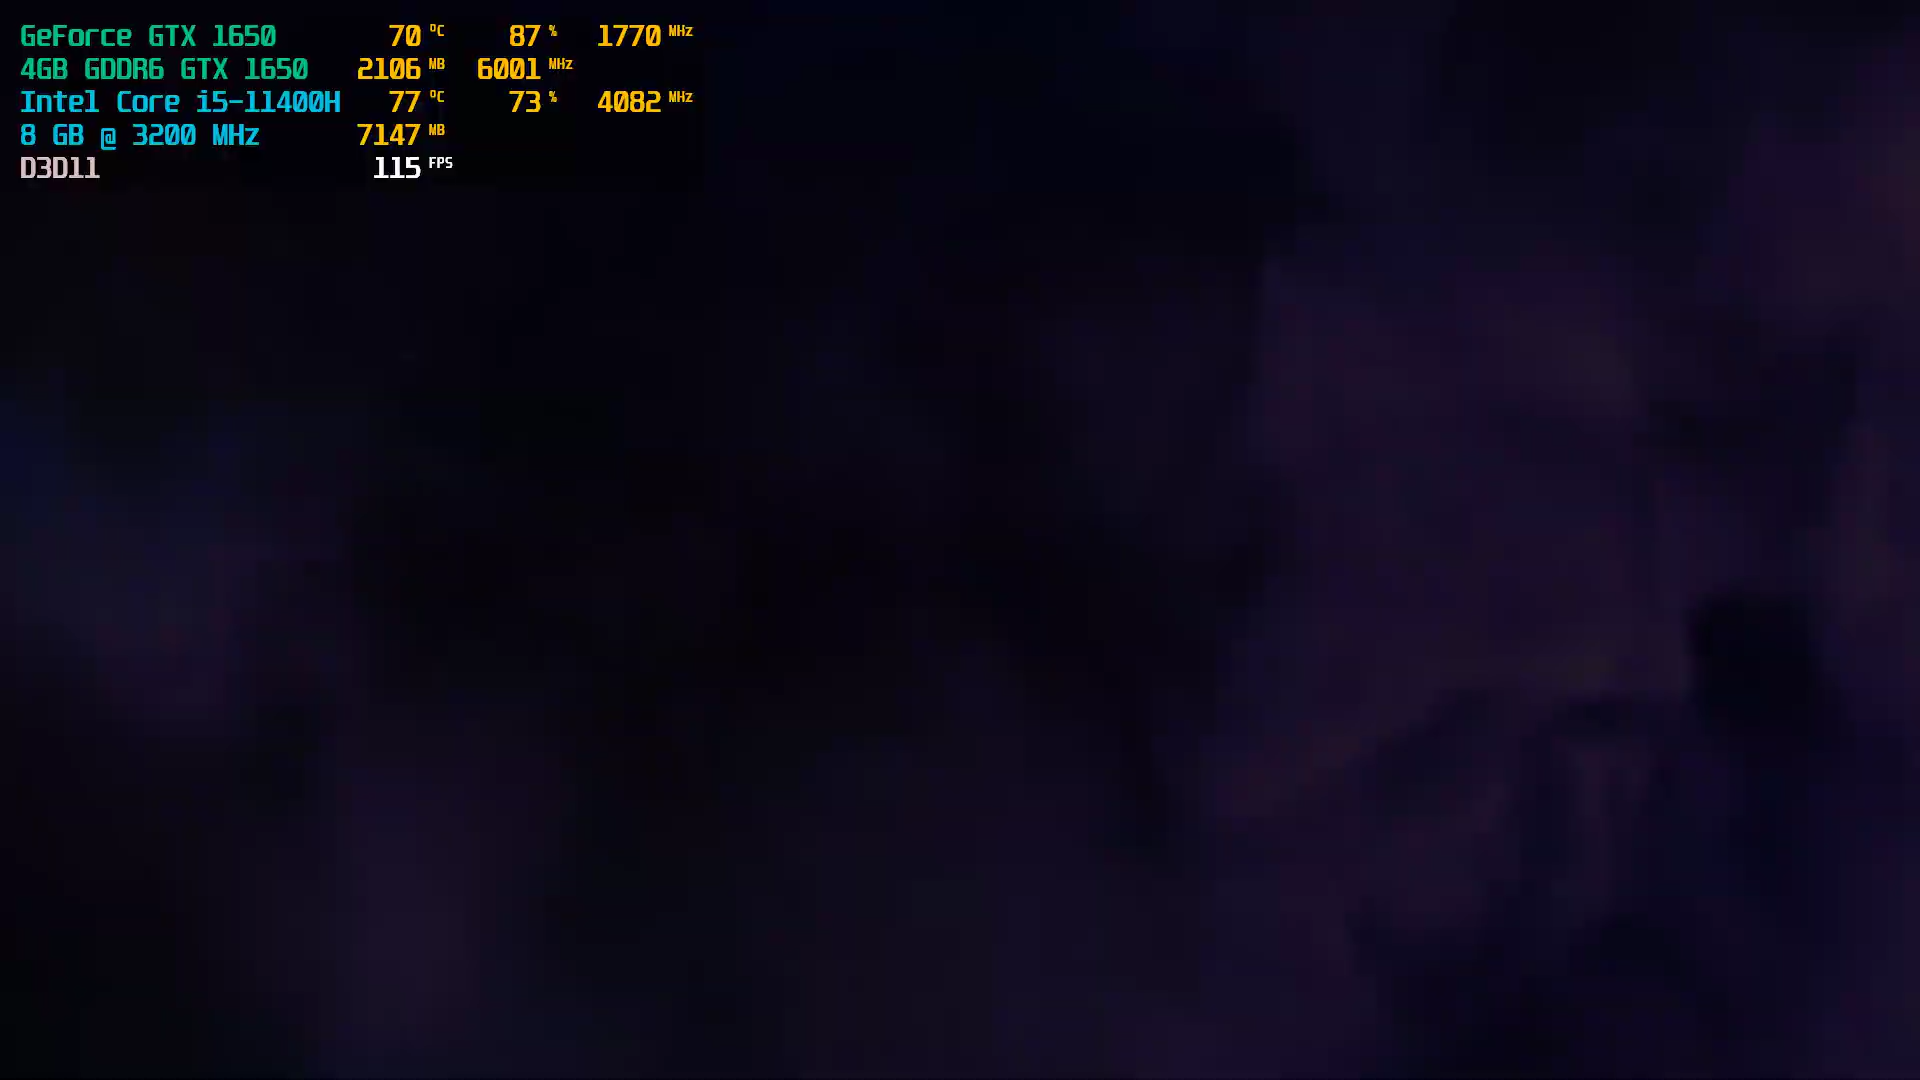 GeForce GTX 1650 70 °C 87 % 1770 MHz
4GB GDDR6 GTX 1650 2106 MB 6001 MHz
Intel Core i5-11400H 77 °C 73 % 4082 MHz
8 GB @ 3200 MHz 7147 MB
D3D11 115 FPS